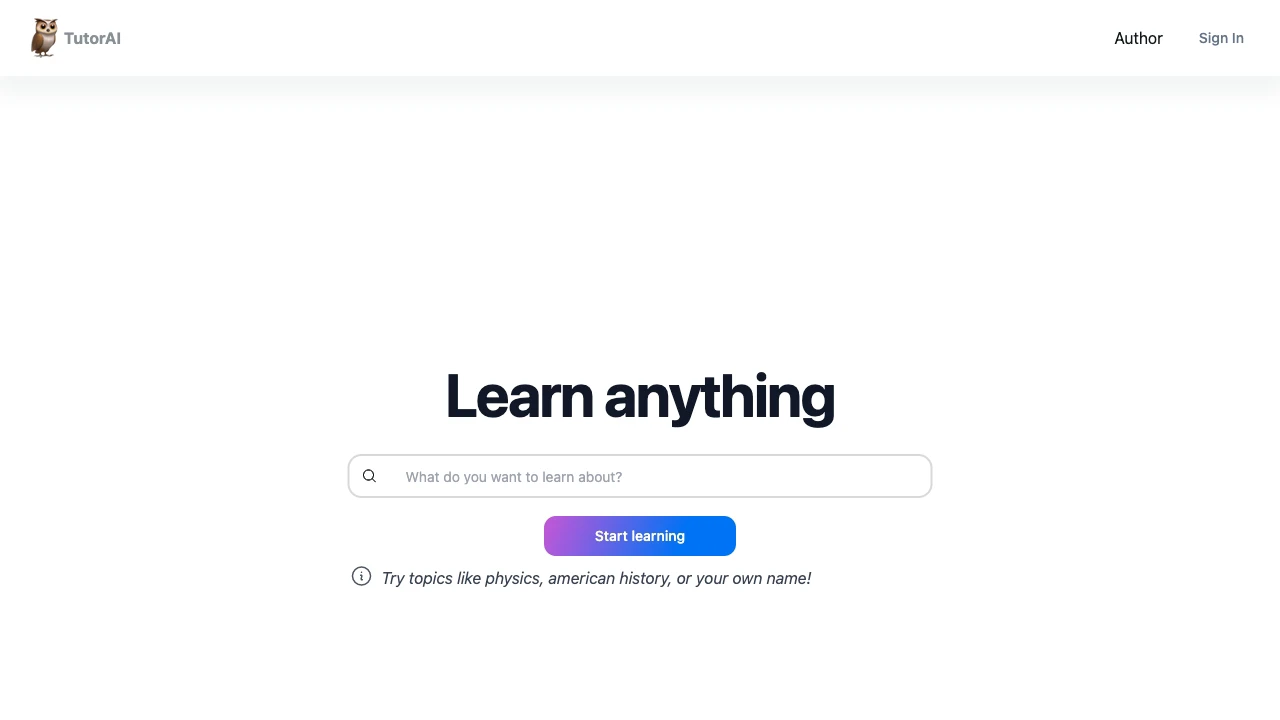 TutorAI
Author
Sign In
Learn anything
What do you want to learn about?
Start learning
Try topics like physics, american history, or your own name!